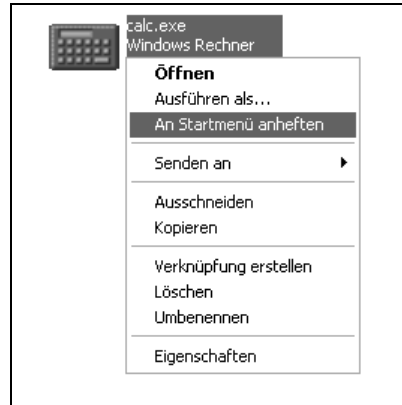 calc.exe
Windows Rechner
Öffnen
Ausführen als...
An Startmenü anheften
Senden an
Ausschneiden
Kopieren
Verknüpfung erstellen
Löschen
Umbenennen
Eigenschaften